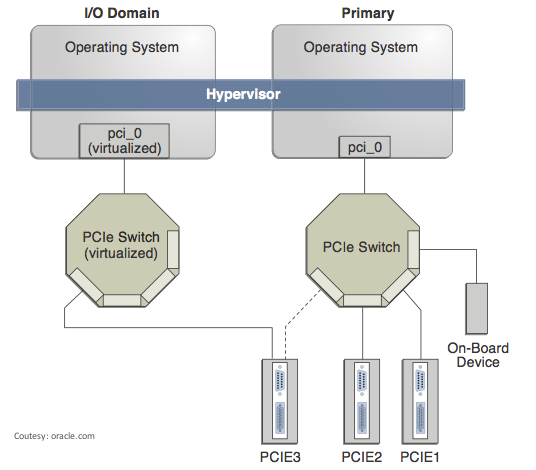 I/O Domain
Primary
Operating System
Operating System
Hypervisor
pci_0
(virtualized)
pci_0
PCIe Switch
(virtualized)
PCIe Switch
On-Board
Device
Coutesy: oracle.com
PCIE3
PCIE2
PCIE1